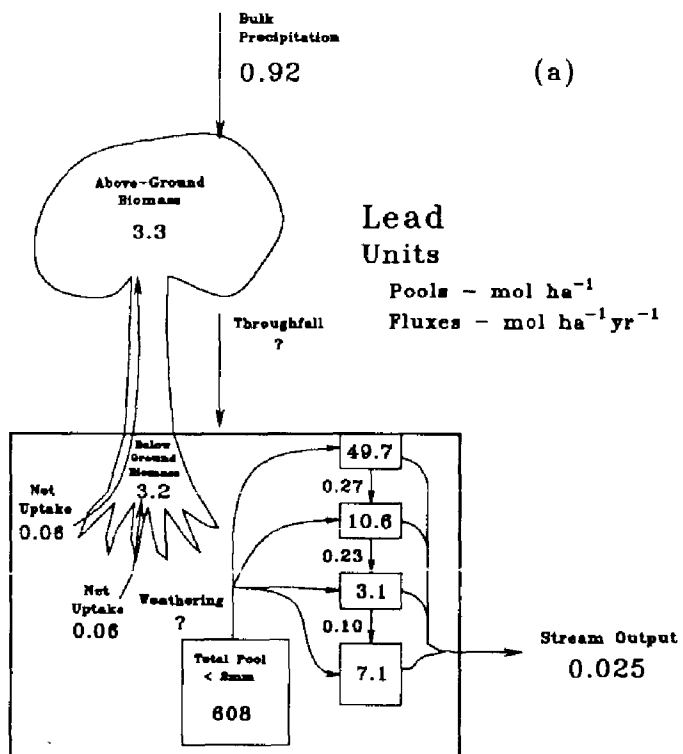 Bulk
Precipitation
0.92
(a)
Above-Ground
Biomass
3.3
Lead
Units
Pools - mol ha⁻¹
Fluxes - mol ha⁻¹yr⁻¹
Throughfall
?
Below
Ground
Biomass
3.2
Net
Uptake
0.06
Net
Uptake
0.06
Weathering
?
Total Pool
< 2mm
608
49.7
0.27
10.6
0.23
3.1
0.10
7.1
Stream Output
0.025